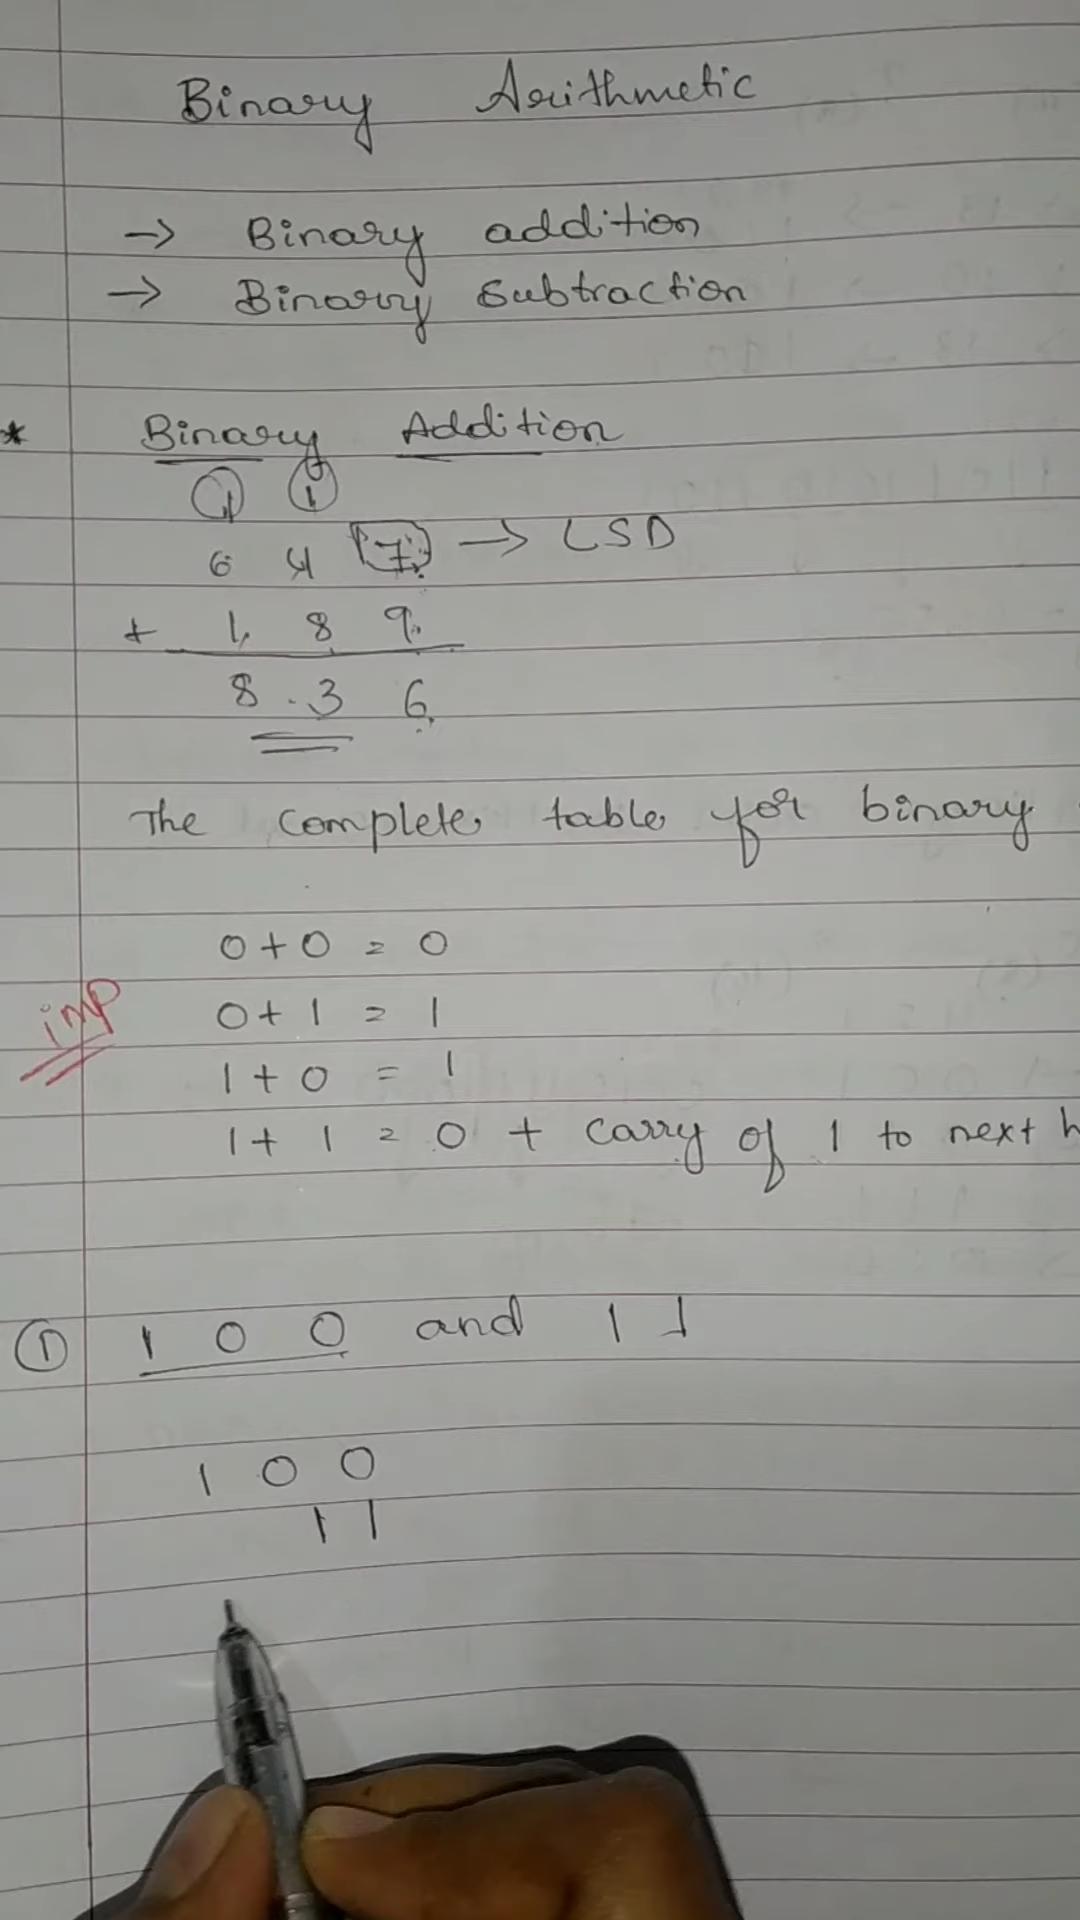 Binary Arithmetic
→ Binary addition
→ Binary Subtraction
* Binary Addition
1 1
6 4 7 → LSD
+ 1 8 9
8 3 6
The complete table for binary
0 + 0 = 0
imp
0 + 1 = 1
1 + 0 = 1
1 + 1 = 0 + carry of 1 to next
① 1 0 0 and 1 1
1 0 0
1 1